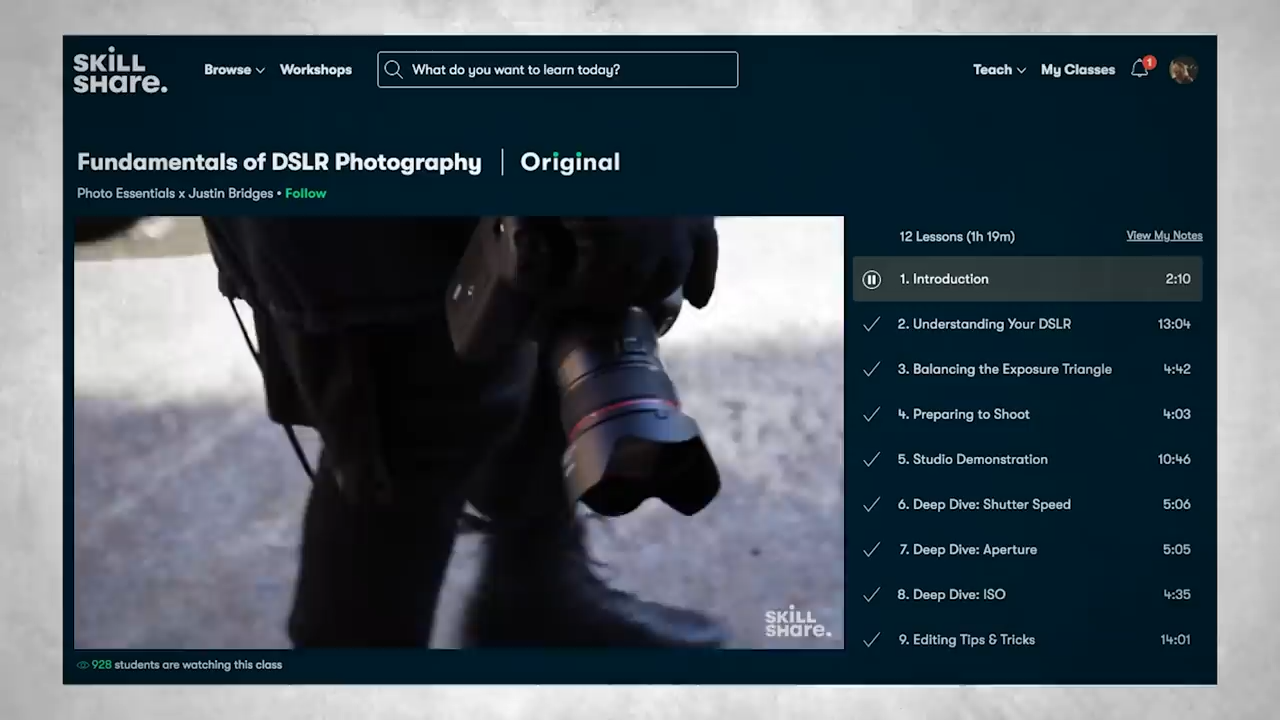 SKILL SHARE.
Browse
Workshops
What do you want to learn today?
Teach
My Classes
1
Fundamentals of DSLR Photography | Original
Photo Essentials x Justin Bridges • Follow
12 Lessons (1h 19m)
View My Notes
1. Introduction 2:10
2. Understanding Your DSLR 13:04
3. Balancing the Exposure Triangle 4:42
4. Preparing to Shoot 4:03
5. Studio Demonstration 10:46
6. Deep Dive: Shutter Speed 5:06
7. Deep Dive: Aperture 5:05
8. Deep Dive: ISO 4:35
9. Editing Tips & Tricks 14:01
SKILL SHARE.
928 students are watching this class